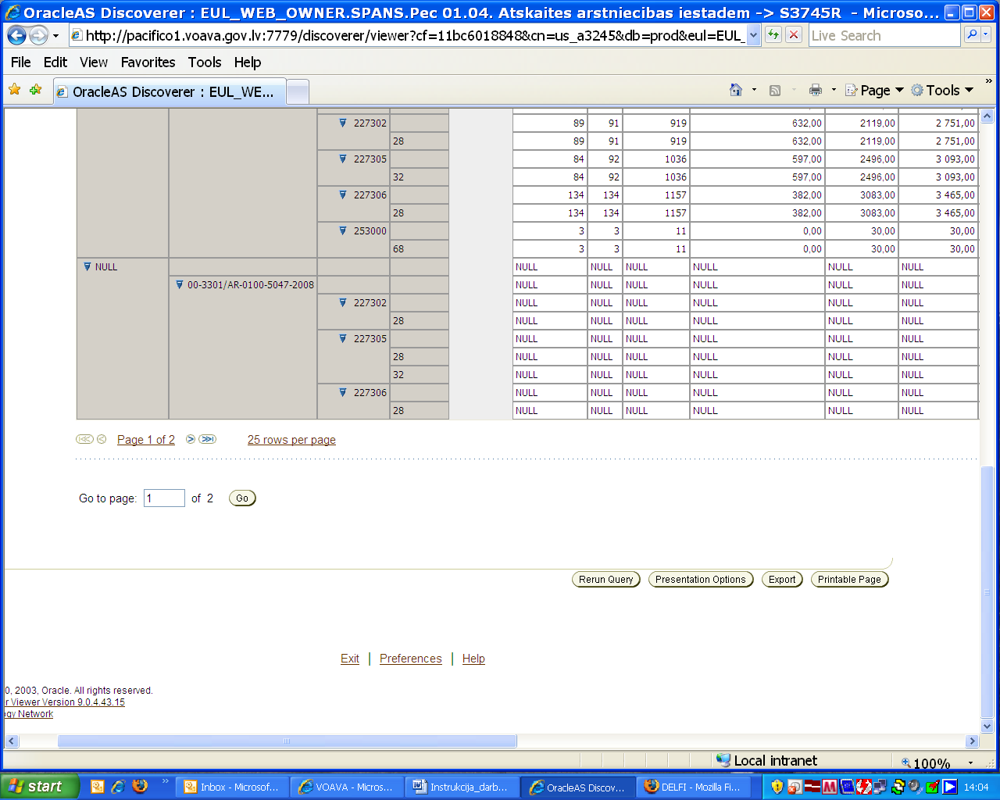 OracleAS Discoverer : EUL_WEB_OWNER.SPANS.Pec 01.04. Atskaites arstniecibas iestadem -> S3745R - Microso...
http://pacifico1.voava.gov.lv:7779/discoverer/viewer?cf=11bc6018848&cn=us_a3245&db=prod&eul=EUL_
Live Search
File Edit View Favorites Tools Help
OracleAS Discoverer : EUL_WE...
Page Tools »
227302 89 91 919 632,00 2119,00 2 751,00
28 89 91 919 632,00 2119,00 2 751,00
227305 84 92 1036 597,00 2496,00 3 093,00
32 84 92 1036 597,00 2496,00 3 093,00
227306 134 134 1157 382,00 3083,00 3 465,00
28 134 134 1157 382,00 3083,00 3 465,00
253000 3 3 11 0,00 30,00 30,00
68 3 3 11 0,00 30,00 30,00
NULL NULL NULL NULL NULL NULL NULL
00-3301/AR-0100-5047-2008 NULL NULL NULL NULL NULL NULL
227302 NULL NULL NULL NULL NULL NULL
28 NULL NULL NULL NULL NULL NULL
227305 NULL NULL NULL NULL NULL NULL
28 NULL NULL NULL NULL NULL NULL
32 NULL NULL NULL NULL NULL NULL
227306 NULL NULL NULL NULL NULL NULL
28 NULL NULL NULL NULL NULL NULL
Page 1 of 2 25 rows per page
Go to page: 1 of 2 Go
Rerun Query Presentation Options Export Printable Page
Exit | Preferences | Help
0, 2003, Oracle. All rights reserved.
r Viewer Version 9.0.4.43.15
ogy Network
Local intranet 100%
start » Inbox - Microsof... VOAVA - Micros... Instrukcija_darb... OracleAS Discov... DELFI - Mozilla Fi... 14:04